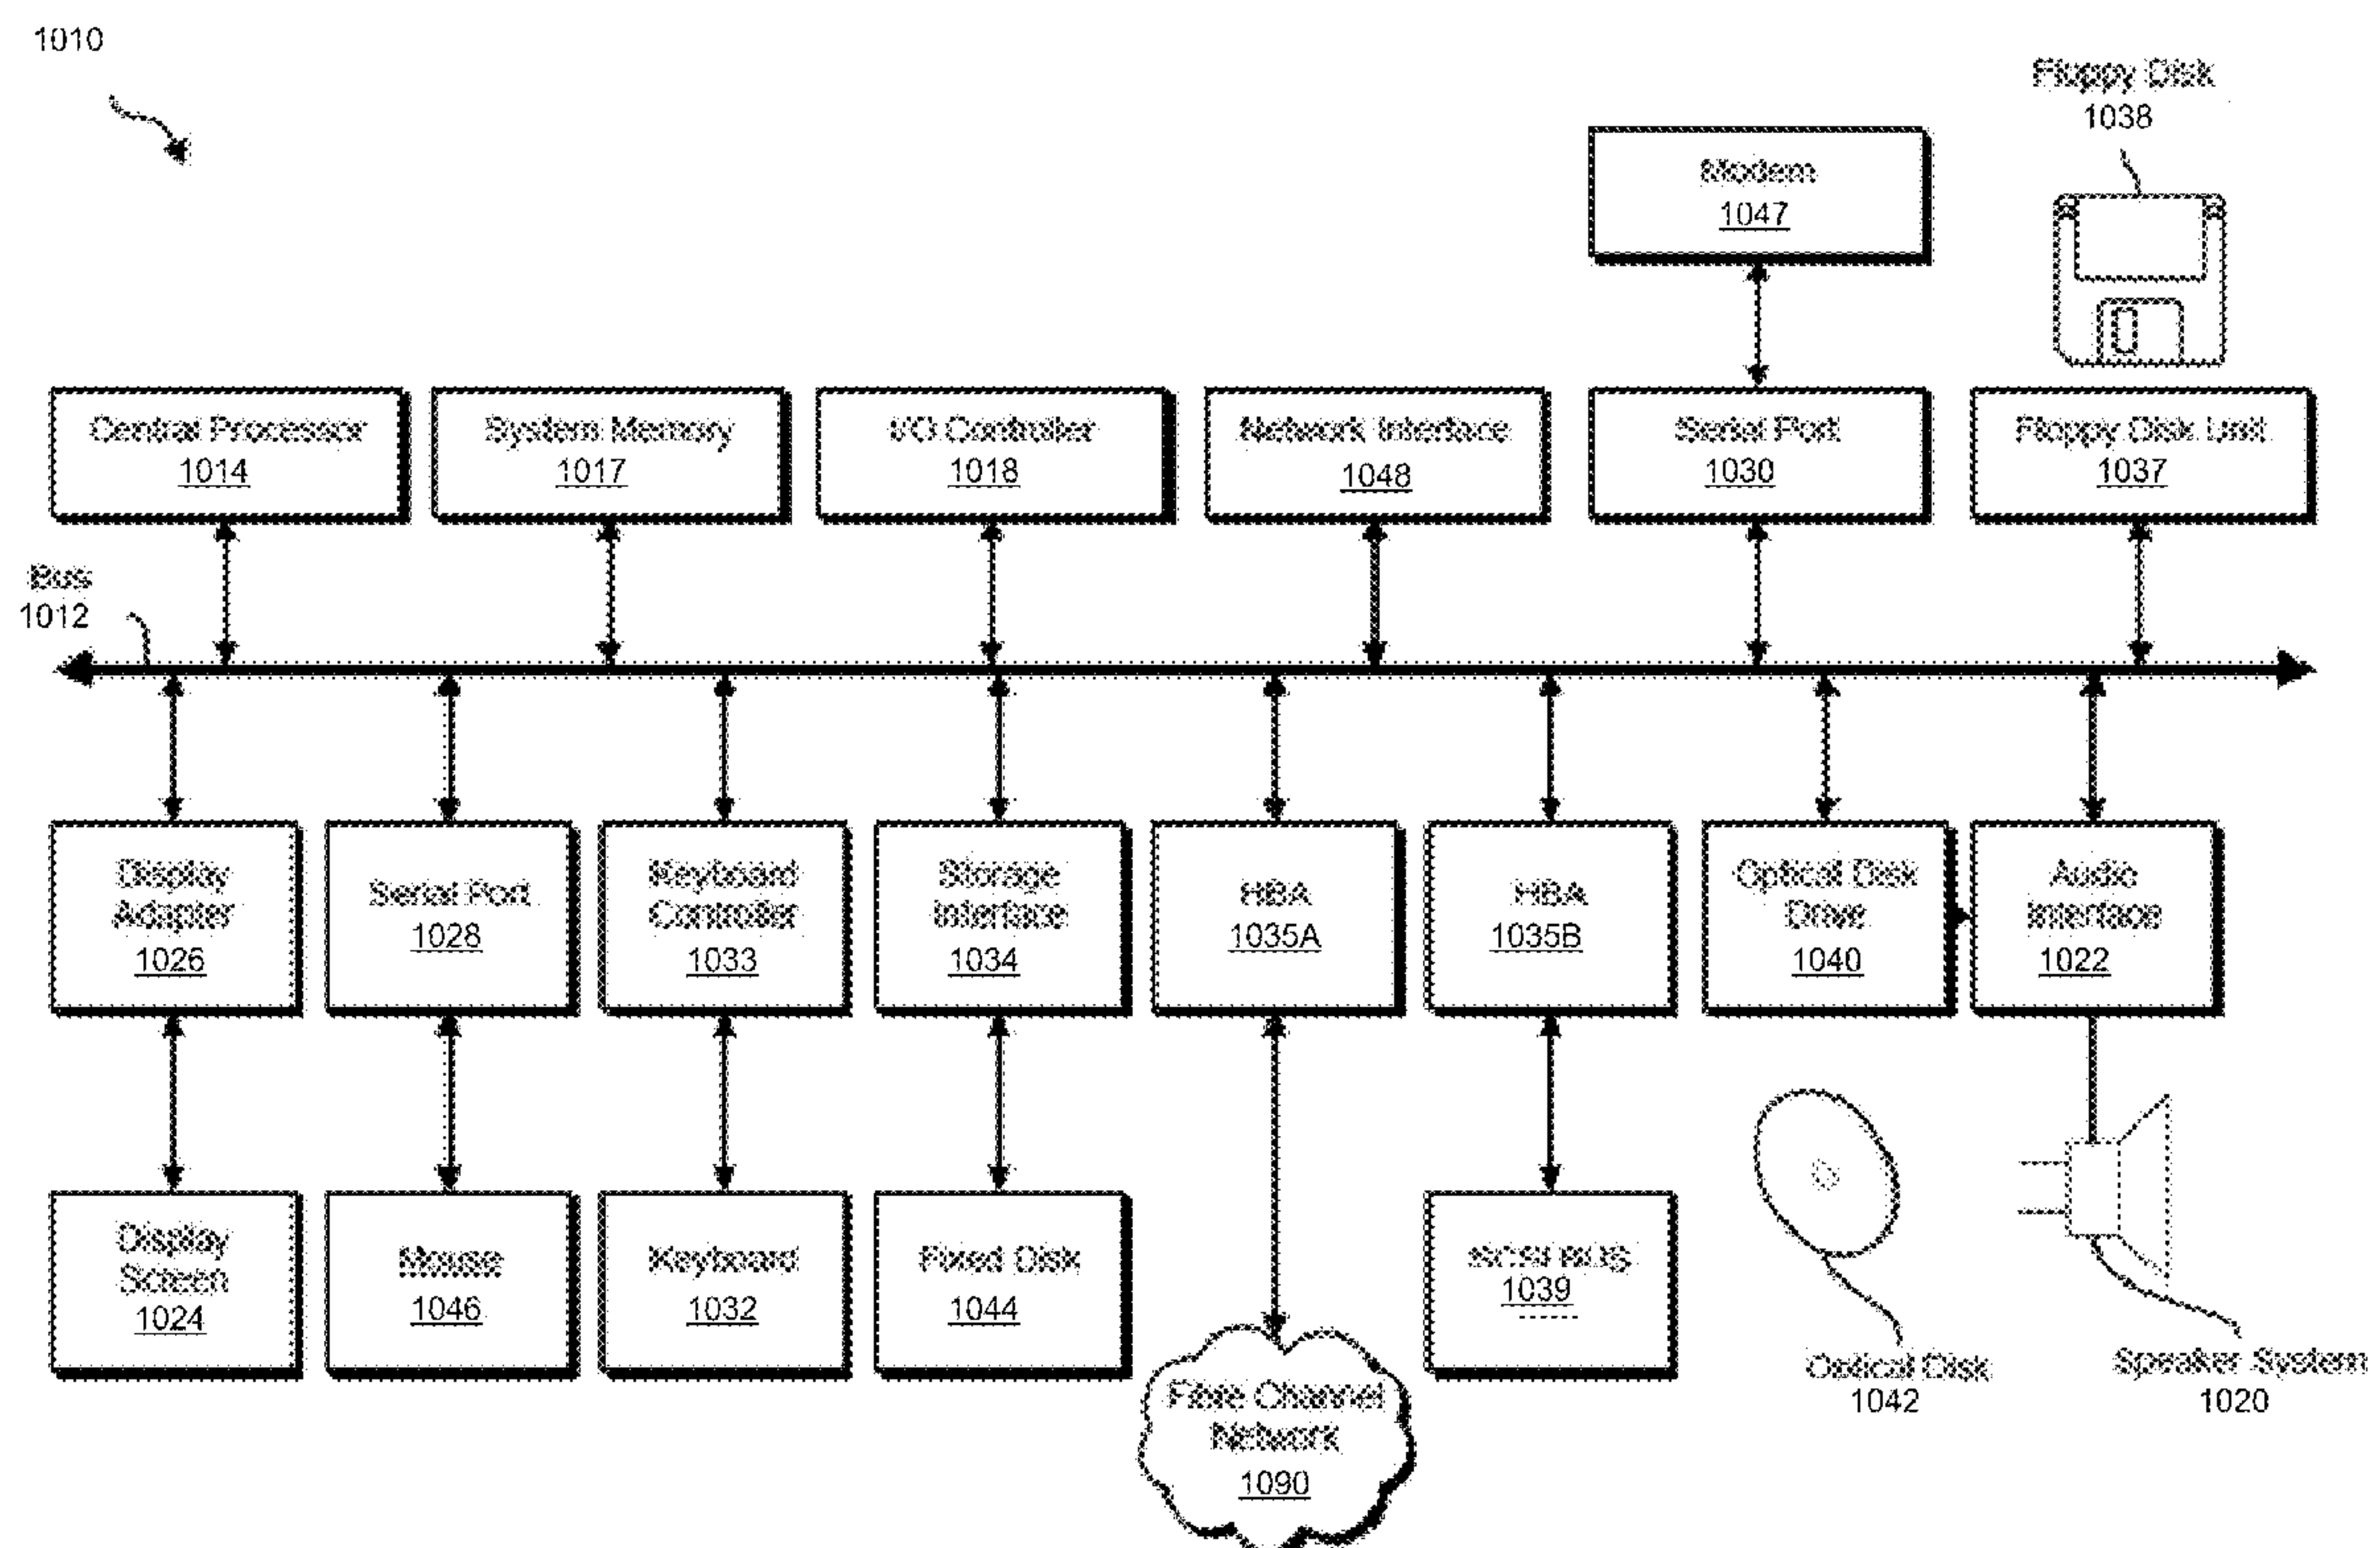 1010
Floppy Disk
1038
Modem
1047
Central Processor
1014
System Memory
1017
I/O Controller
1018
Network Interface
1048
Serial Port
1030
Floppy Disk Unit
1037
Bus
1012
Display
Adapter
1026
Serial Port
1028
Keyboard
Controller
1033
Storage
Interface
1034
HBA
1035A
HBA
1035B
Optical Disk
Drive
1040
Audio
Interface
1022
Display
Screen
1024
Mouse
1046
Keyboard
1032
Fixed Disk
1044
Fibre Channel
Network
1090
SCSI BUS
1039
Optical Disk
1042
Speaker System
1020